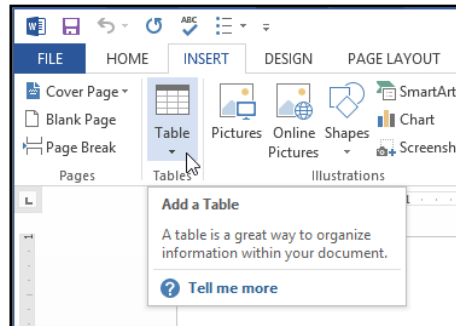 ABC
FILE HOME INSERT DESIGN PAGE LAYOUT
Cover Page
Blank Page
Page Break
Pages
Table
Tables
Pictures
Online
Pictures
Shapes
SmartArt
Chart
Screensh
Illustrations
L
1
Add a Table
A table is a great way to organize
information within your document.
? Tell me more